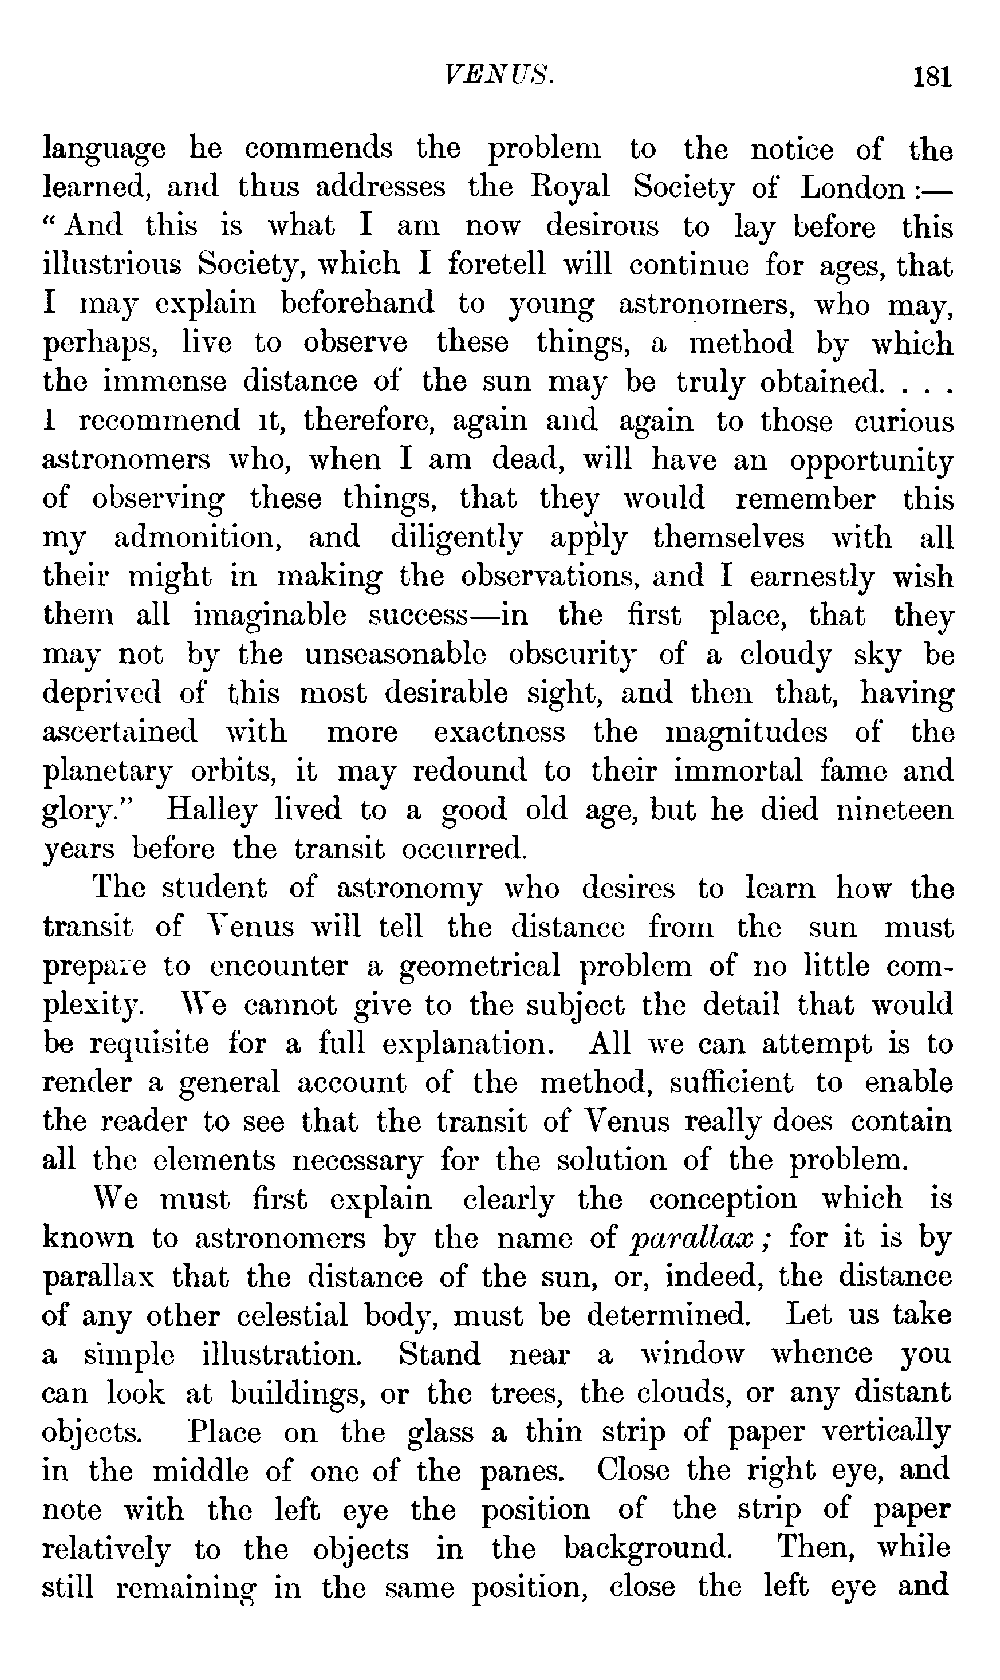 VENUS. 181
language he commends the problem to the notice of the
learned, and thus addresses the Royal Society of London :—
“And this is what I am now desirous to lay before this
illustrious Society, which I foretell will continue for ages, that
I may explain beforehand to young astronomers, who may,
perhaps, live to observe these things, a method by which
the immense distance of the sun may be truly obtained. . . .
I recommend it, therefore, again and again to those curious
astronomers who, when I am dead, will have an opportunity
of observing these things, that they would remember this
my admonition, and diligently apply themselves with all
their might in making the observations, and I earnestly wish
them all imaginable success—in the first place, that they
may not by the unseasonable obscurity of a cloudy sky be
deprived of this most desirable sight, and then that, having
ascertained with more exactness the magnitudes of the
planetary orbits, it may redound to their immortal fame and
glory.” Halley lived to a good old age, but he died nineteen
years before the transit occurred.
The student of astronomy who desires to learn how the
transit of Venus will tell the distance from the sun must
prepare to encounter a geometrical problem of no little com-
plexity. We cannot give to the subject the detail that would
be requisite for a full explanation. All we can attempt is to
render a general account of the method, sufficient to enable
the reader to see that the transit of Venus really does contain
all the elements necessary for the solution of the problem.
We must first explain clearly the conception which is
known to astronomers by the name of parallax; for it is by
parallax that the distance of the sun, or, indeed, the distance
of any other celestial body, must be determined. Let us take
a simple illustration. Stand near a window whence you
can look at buildings, or the trees, the clouds, or any distant
objects. Place on the glass a thin strip of paper vertically
in the middle of one of the panes. Close the right eye, and
note with the left eye the position of the strip of paper
relatively to the objects in the background. Then, while
still remaining in the same position, close the left eye and